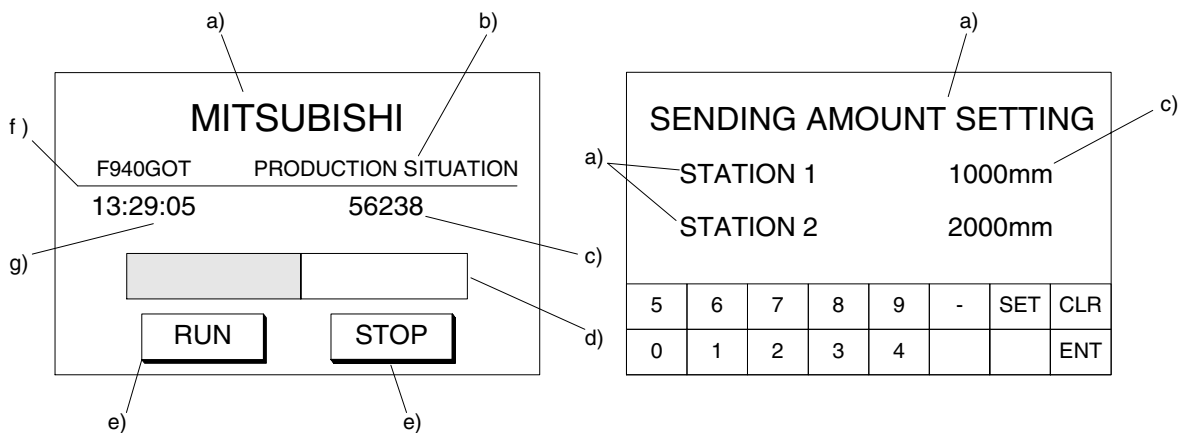 a) b)
MITSUBISHI
f )
F940GOT PRODUCTION SITUATION
13:29:05 56238
g)
c)
d)
RUN STOP
e) e)
a)
c)
SENDING AMOUNT SETTING
a)
STATION 1 1000mm
STATION 2 2000mm
5 6 7 8 9 - SET CLR
0 1 2 3 4 ENT